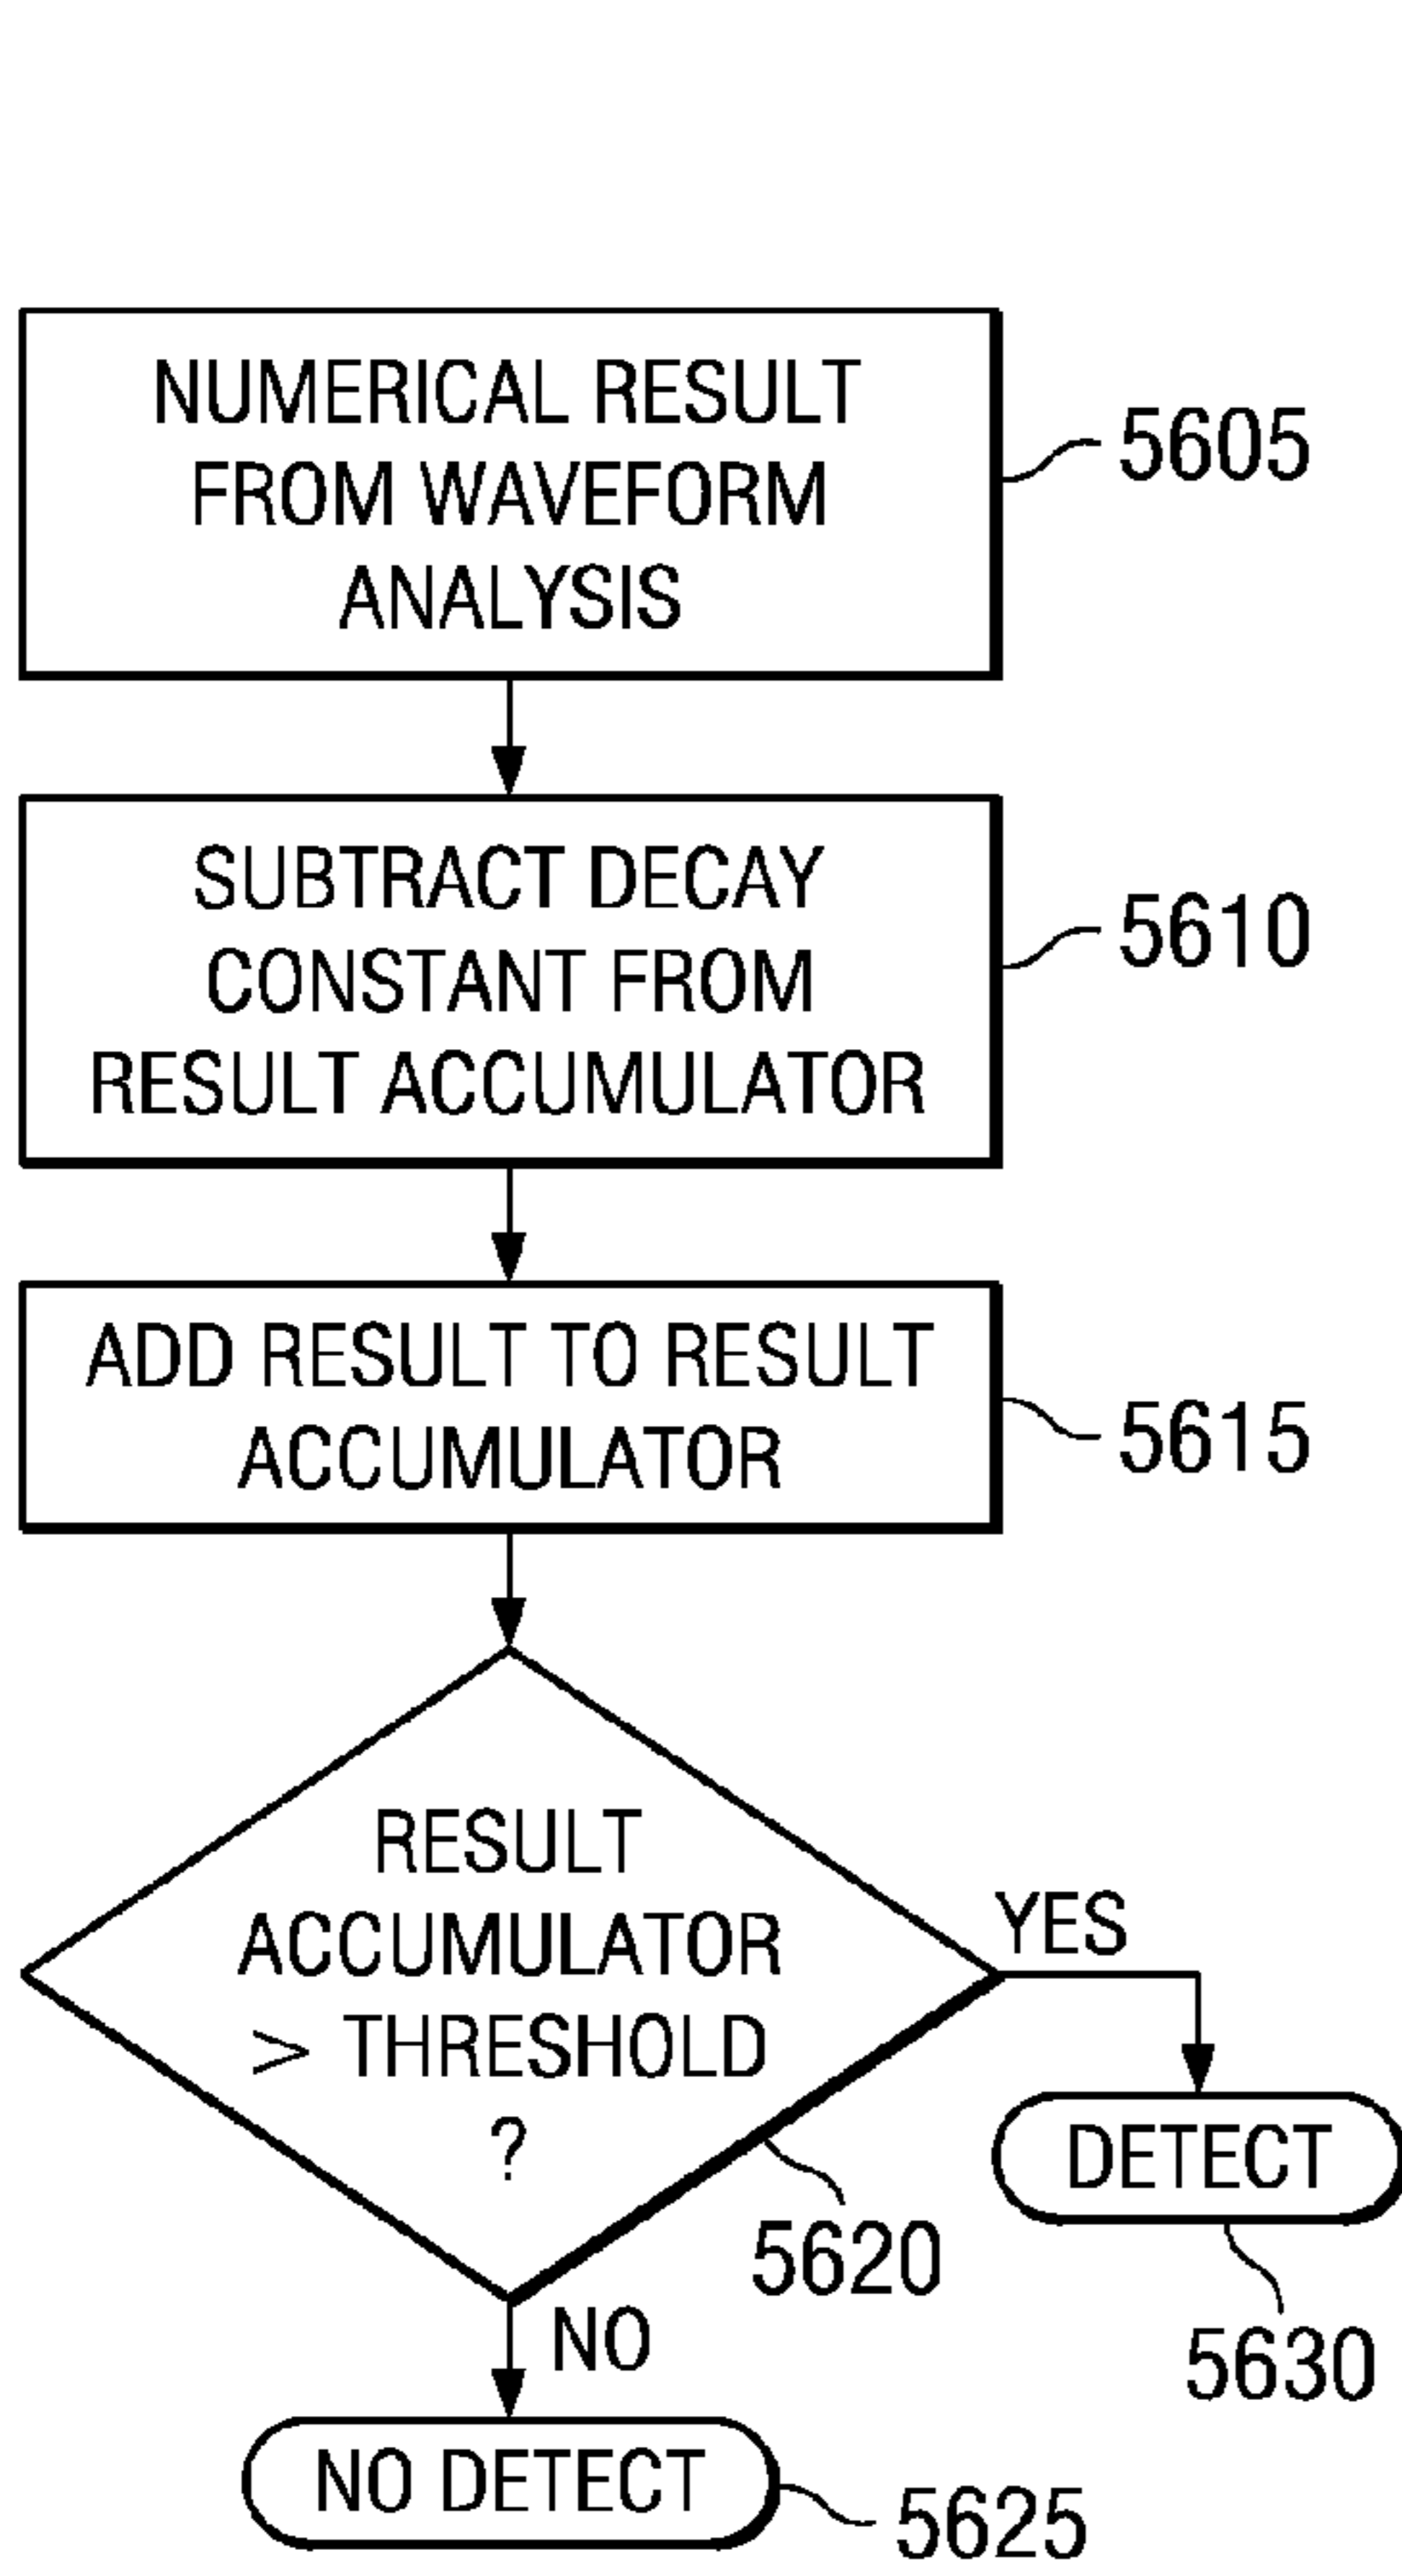 NUMERICAL RESULT
FROM WAVEFORM
ANALYSIS
5605
SUBTRACT DECAY
CONSTANT FROM
RESULT ACCUMULATOR
5610
ADD RESULT TO RESULT
ACCUMULATOR
5615
RESULT
ACCUMULATOR
> THRESHOLD
?
YES
5620
DETECT
5630
NO
NO DETECT
5625